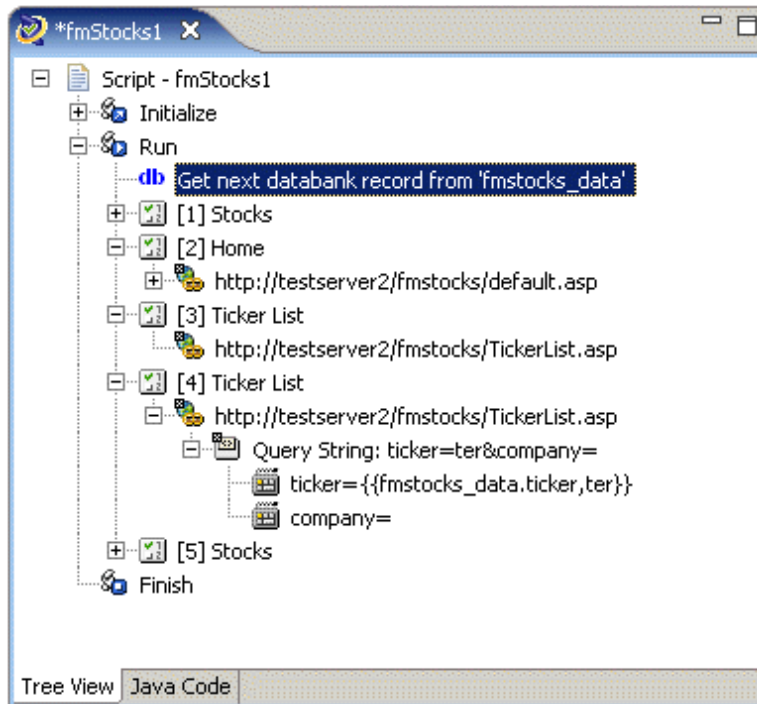 *fmStocks1
Script - fmStocks1
Initialize
Run
db Get next databank record from 'fmstocks_data'
[1] Stocks
[2] Home
http://testserver2/fmstocks/default.asp
[3] Ticker List
http://testserver2/fmstocks/TickerList.asp
[4] Ticker List
http://testserver2/fmstocks/TickerList.asp
Query String: ticker=ter&company=
ticker={{fmstocks_data.ticker,ter}}
company=
[5] Stocks
Finish
Tree View Java Code